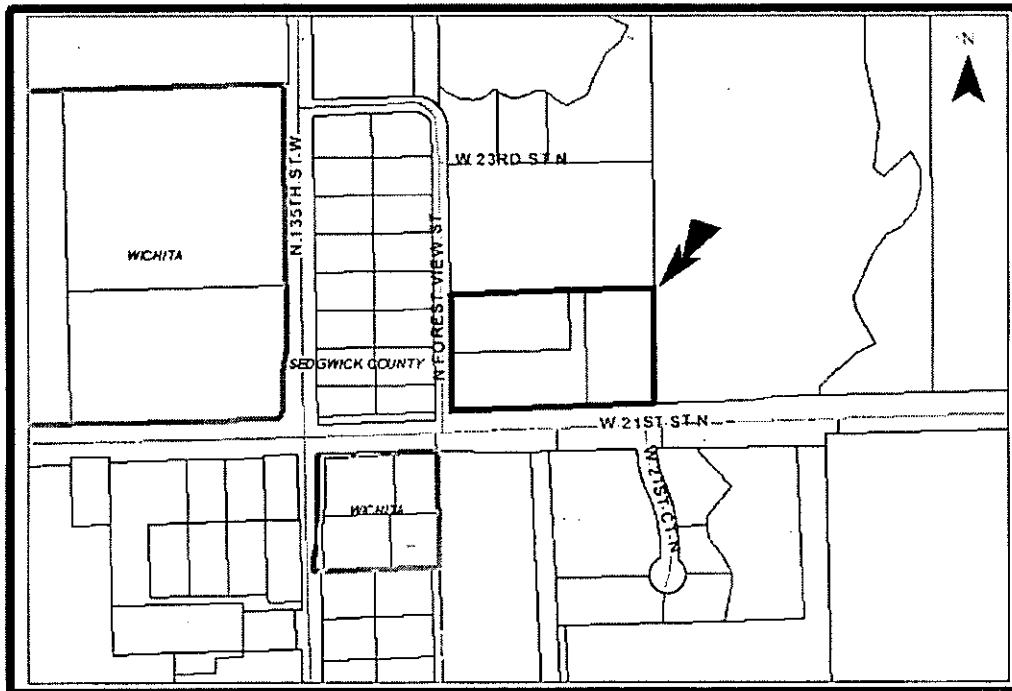 N
W 23RD ST N
N 135TH ST W
WICHITA
N FOREST VIEW ST
SEDGWICK COUNTY
W 21ST ST N
W 21ST CT N
WICHITA